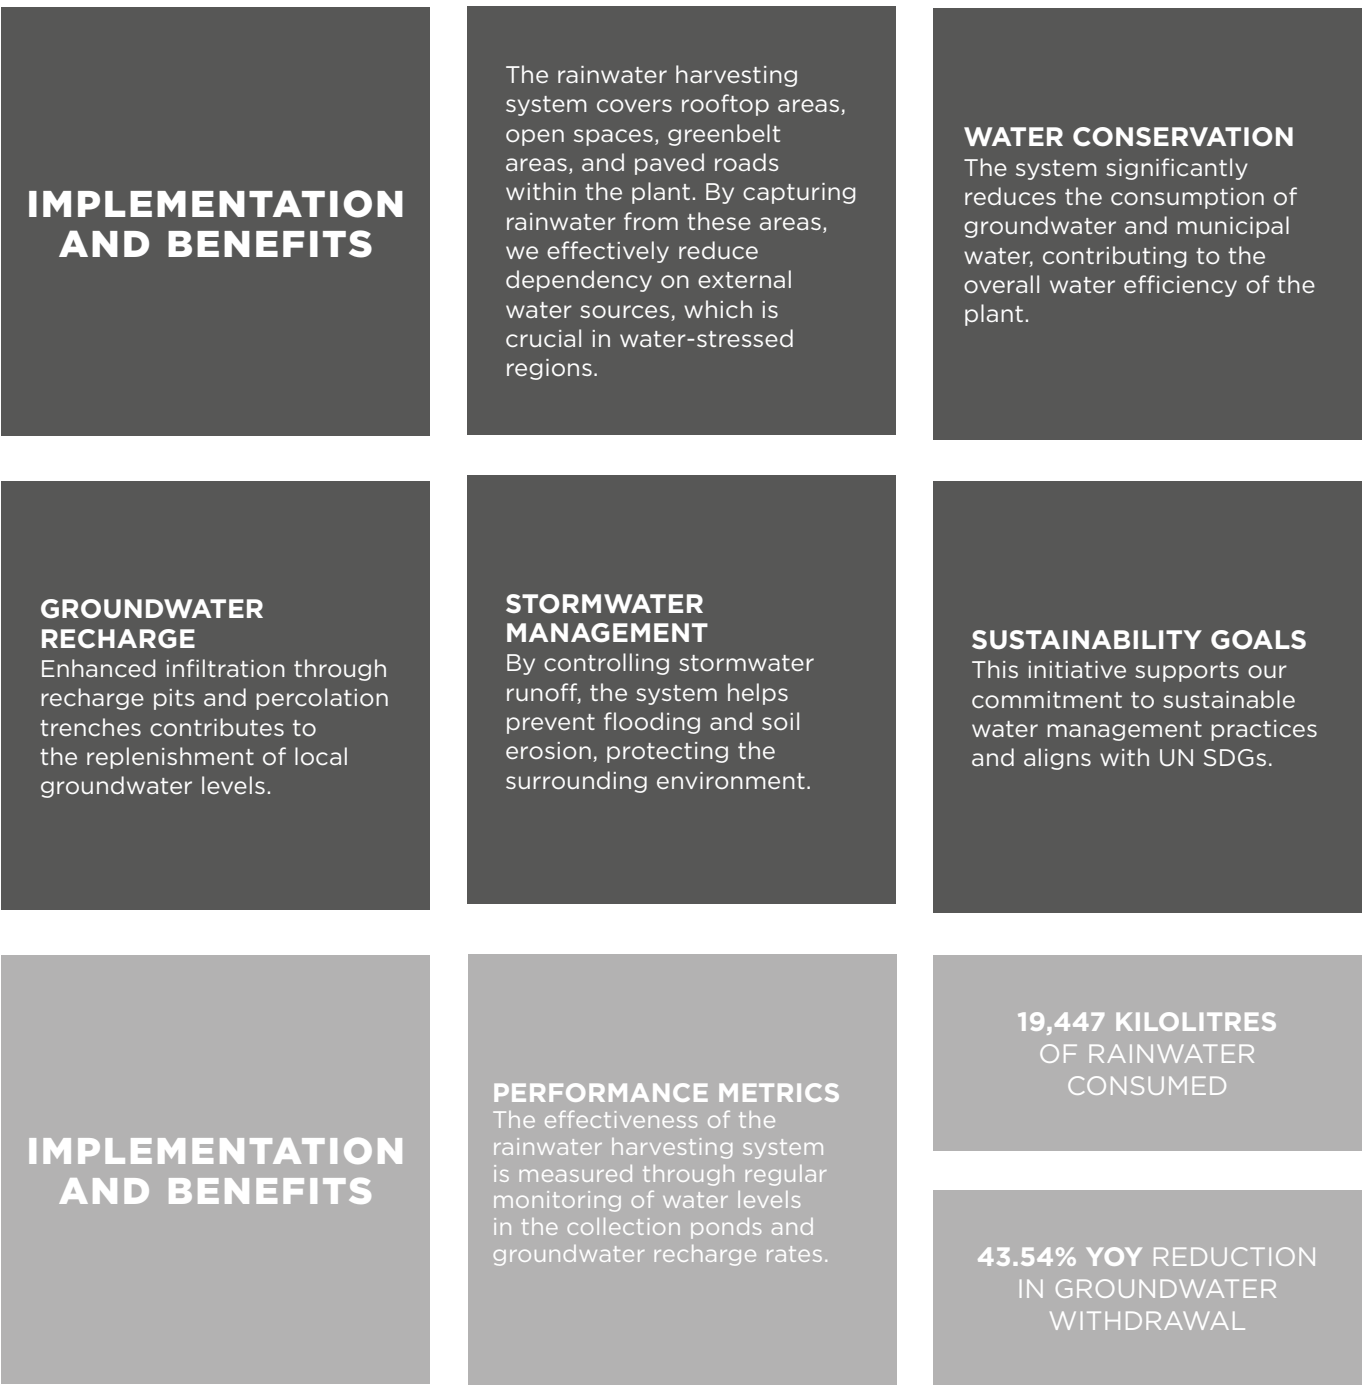 IMPLEMENTATION
AND BENEFITS
The rainwater harvesting
system covers rooftop areas,
open spaces, greenbelt
areas, and paved roads
within the plant. By capturing
rainwater from these areas,
we effectively reduce
dependency on external
water sources, which is
crucial in water-stressed
regions.
WATER CONSERVATION
The system significantly
reduces the consumption of
groundwater and municipal
water, contributing to the
overall water efficiency of the
plant.
GROUNDWATER
RECHARGE
Enhanced infiltration through
recharge pits and percolation
trenches contributes to
the replenishment of local
groundwater levels.
STORMWATER
MANAGEMENT
By controlling stormwater
runoff, the system helps
prevent flooding and soil
erosion, protecting the
surrounding environment.
SUSTAINABILITY GOALS
This initiative supports our
commitment to sustainable
water management practices
and aligns with UN SDGs.
IMPLEMENTATION
AND BENEFITS
PERFORMANCE METRICS
The effectiveness of the
rainwater harvesting system
is measured through regular
monitoring of water levels
in the collection ponds and
groundwater recharge rates.
19,447 KILOLITRES
OF RAINWATER
CONSUMED
43.54% YOY REDUCTION
IN GROUNDWATER
WITHDRAWAL